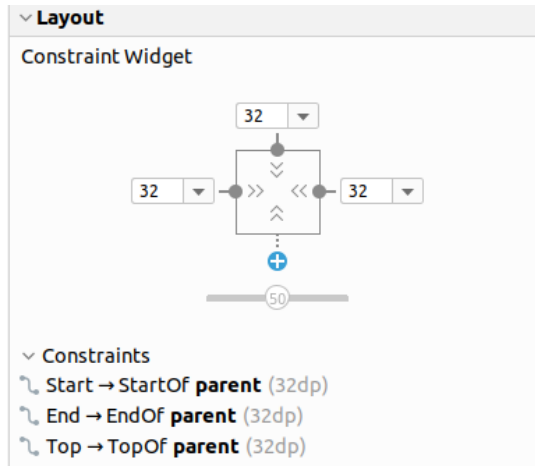 Layout
Constraint Widget
32
32
32
50
Constraints
Start → StartOf parent (32dp)
End → EndOf parent (32dp)
Top → TopOf parent (32dp)